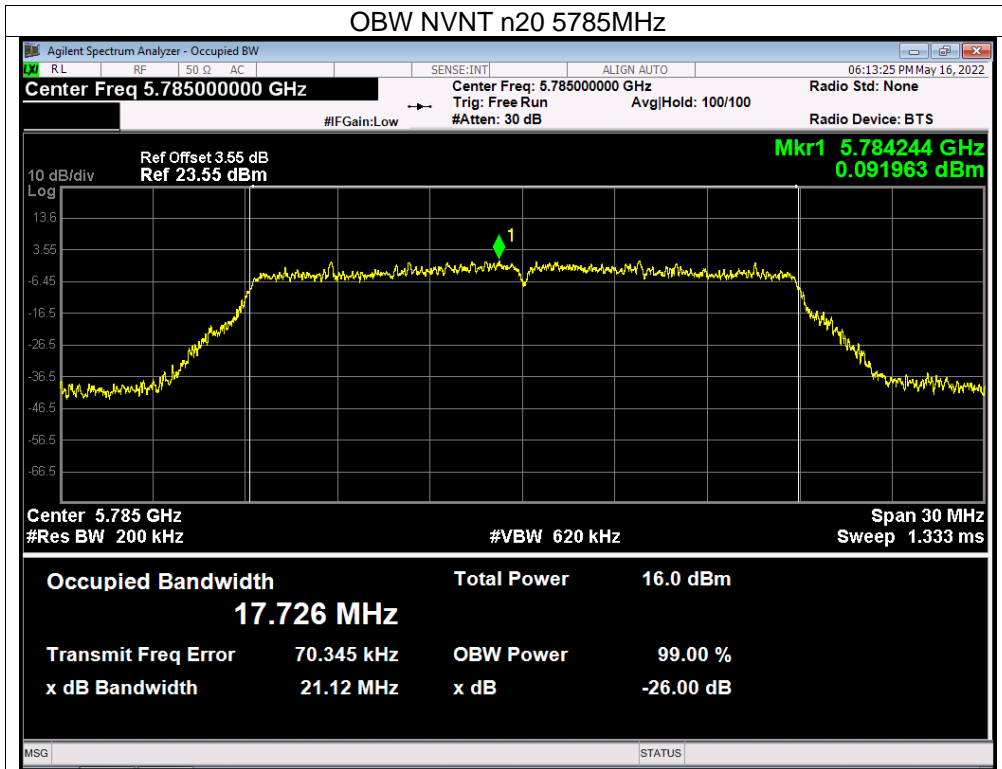 OBW NVNT n20 5785MHz
Agilent Spectrum Analyzer - Occupied BW
LXI RL RF 50 Ω AC SENSE:INT ALIGN AUTO 06:13:25 PM May 16, 2022
Center Freq 5.785000000 GHz Center Freq: 5.785000000 GHz Radio Std: None
Trig: Free Run Avg|Hold: 100/100
#IFGain:Low #Atten: 30 dB Radio Device: BTS
Mkr1 5.784244 GHz
0.091963 dBm
Ref Offset 3.55 dB
10 dB/div Ref 23.55 dBm
Log
13.6
3.55
-6.45
-16.5
-26.5
-36.5
-46.5
-56.5
-66.5
1
Center 5.785 GHz Span 30 MHz
#Res BW 200 kHz #VBW 620 kHz Sweep 1.333 ms
Occupied Bandwidth Total Power 16.0 dBm
17.726 MHz
Transmit Freq Error 70.345 kHz OBW Power 99.00 %
x dB Bandwidth 21.12 MHz x dB -26.00 dB
MSG STATUS